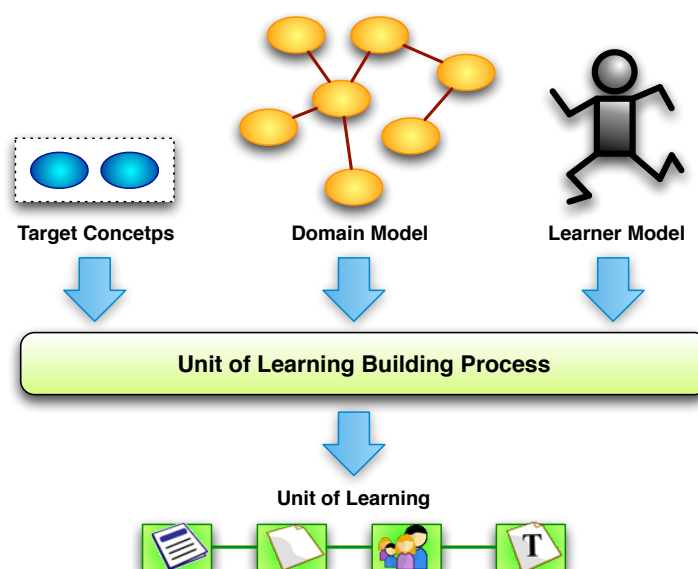 Target Concetps
Domain Model
Learner Model
Unit of Learning Building Process
Unit of Learning
T